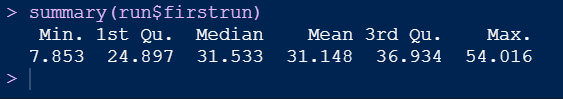 > summary(run$firstrun)
Min. 1st Qu. Median Mean 3rd Qu. Max.
7.853 24.897 31.533 31.148 36.934 54.016
>